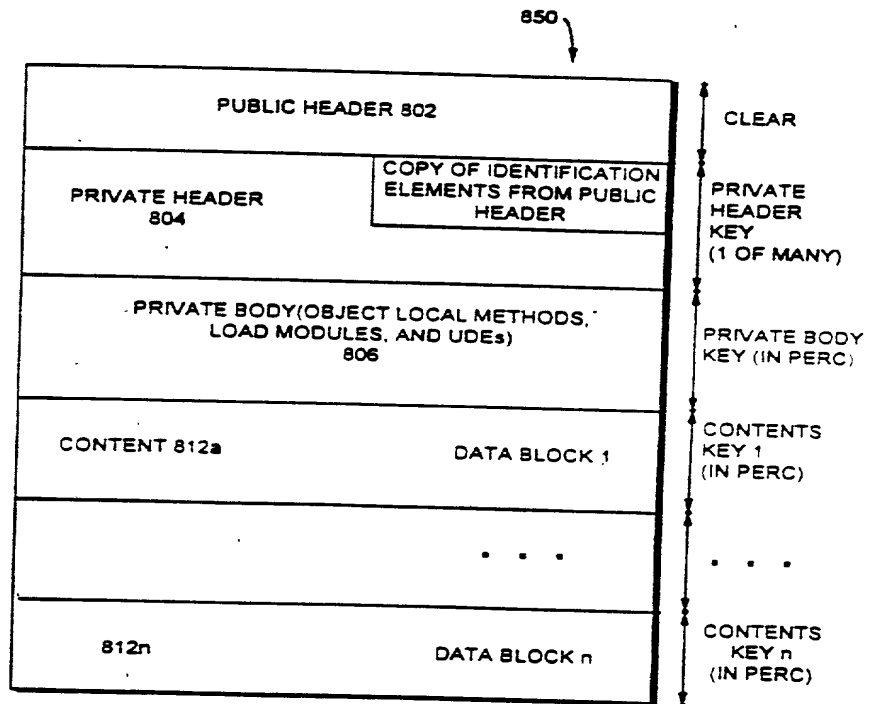 850
PUBLIC HEADER 802
CLEAR
PRIVATE HEADER
804
COPY OF IDENTIFICATION
ELEMENTS FROM PUBLIC
HEADER
PRIVATE
HEADER
KEY
(1 OF MANY)
PRIVATE BODY(OBJECT LOCAL METHODS,
LOAD MODULES, AND UDEs)
806
PRIVATE BODY
KEY (IN PERC)
CONTENT 812a
DATA BLOCK 1
CONTENTS
KEY 1
(IN PERC)
. . .
. . .
812n
DATA BLOCK n
CONTENTS
KEY n
(IN PERC)